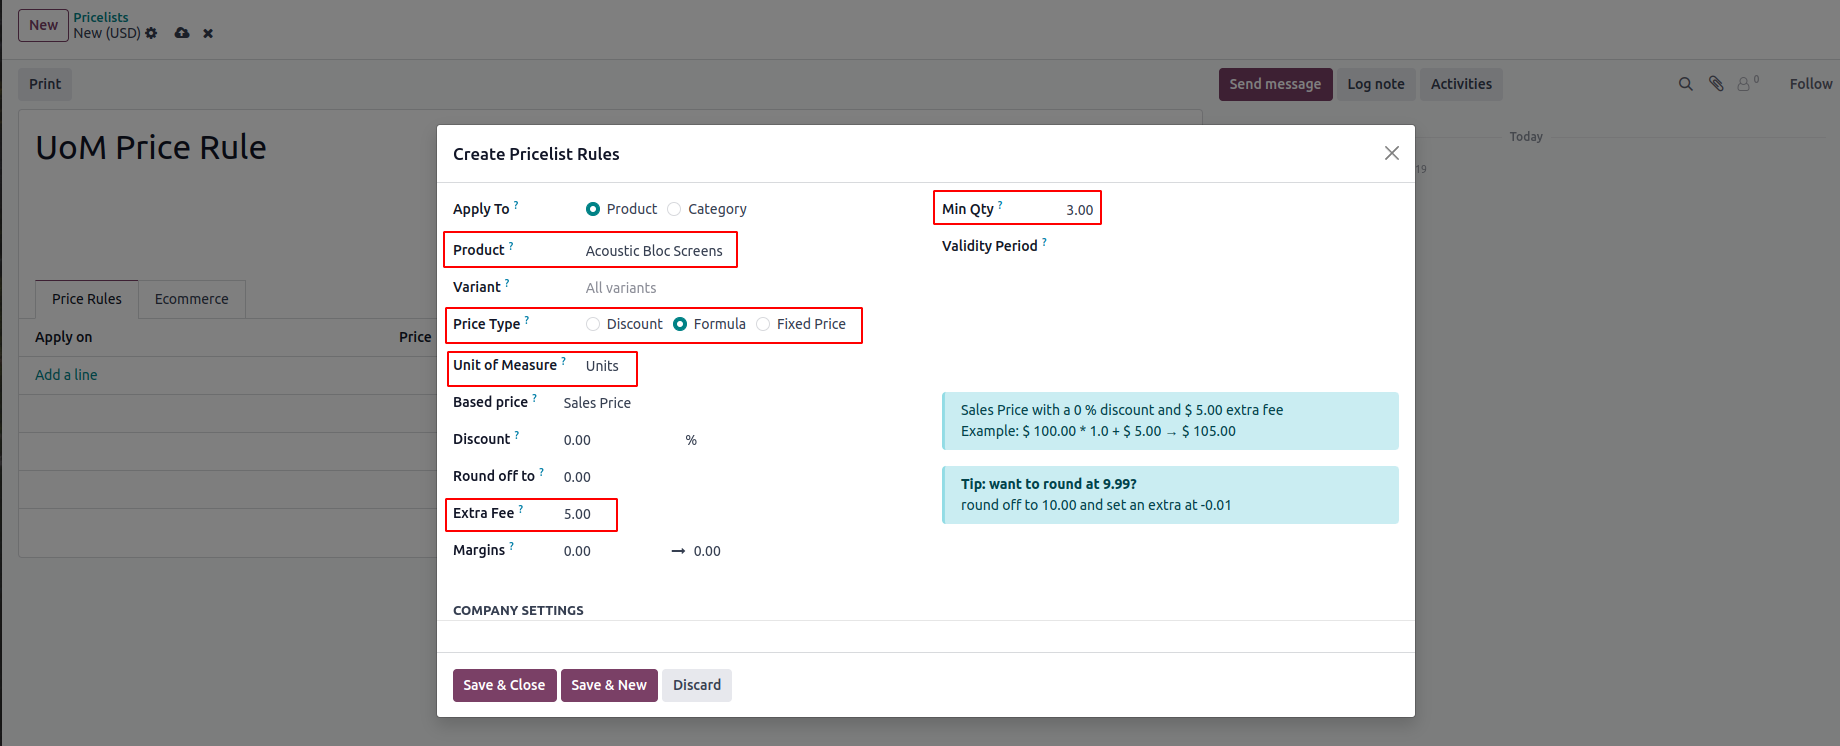 New
Pricelists
New (USD)
Print
Send message
Log note
Activities
0
Follow
UoM Price Rule
Today
19
Price Rules
Ecommerce
Apply on
Price
Add a line
Create Pricelist Rules
Apply To ?
Product
Category
Min Qty ?
3.00
Product ?
Acoustic Bloc Screens
Validity Period ?
Variant ?
All variants
Price Type ?
Discount
Formula
Fixed Price
Unit of Measure ?
Units
Based price ?
Sales Price
Sales Price with a 0 % discount and $ 5.00 extra fee
Example: $ 100.00 * 1.0 + $ 5.00 → $ 105.00
Discount ?
0.00
%
Round off to ?
0.00
Tip: want to round at 9.99?
round off to 10.00 and set an extra at -0.01
Extra Fee ?
5.00
Margins ?
0.00
→ 0.00
COMPANY SETTINGS
Save & Close
Save & New
Discard